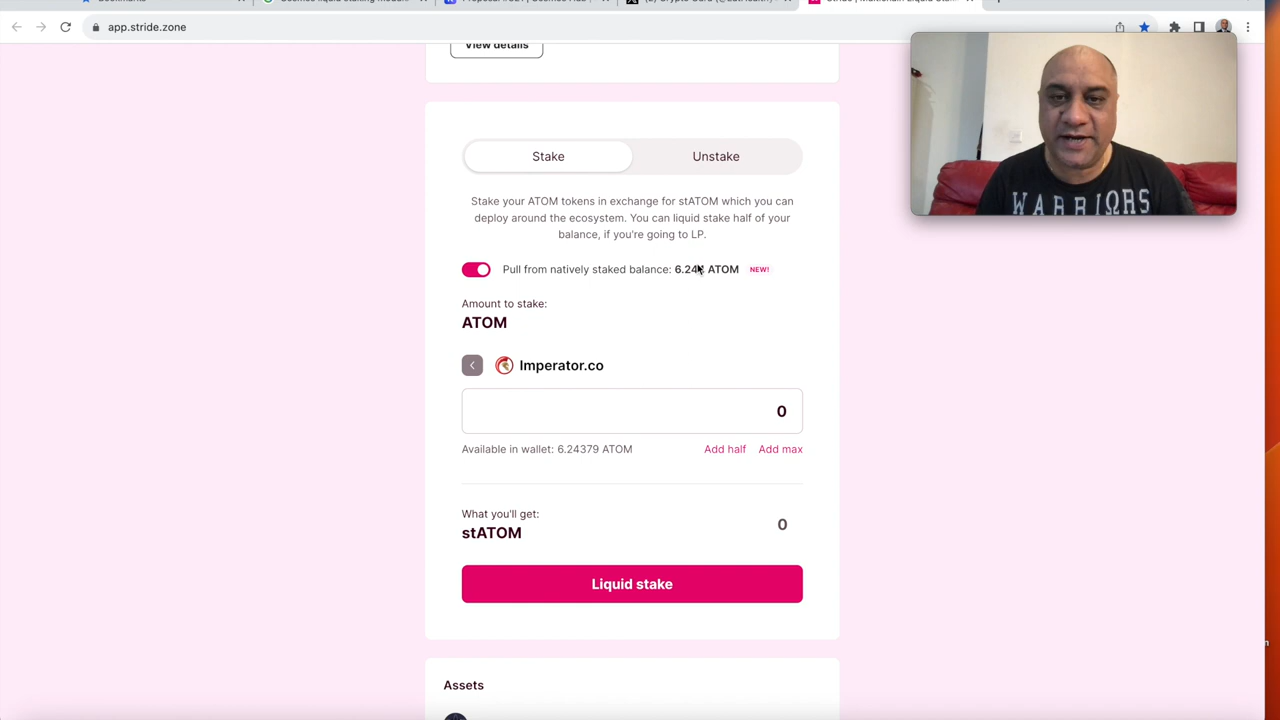 Bookmarks
app.stride.zone
View details
Stake
Unstake
Stake your ATOM tokens in exchange for stATOM which you can
deploy around the ecosystem. You can liquid stake half of your
balance, if you're going to LP.
Pull from natively staked balance: ATOM NEW!
Amount to stake:
ATOM
Imperator.co
0
Available in wallet: 6.24379 ATOM
Add half
Add max
What you'll get:
stATOM
0
Liquid stake
Assets
WARRIORS